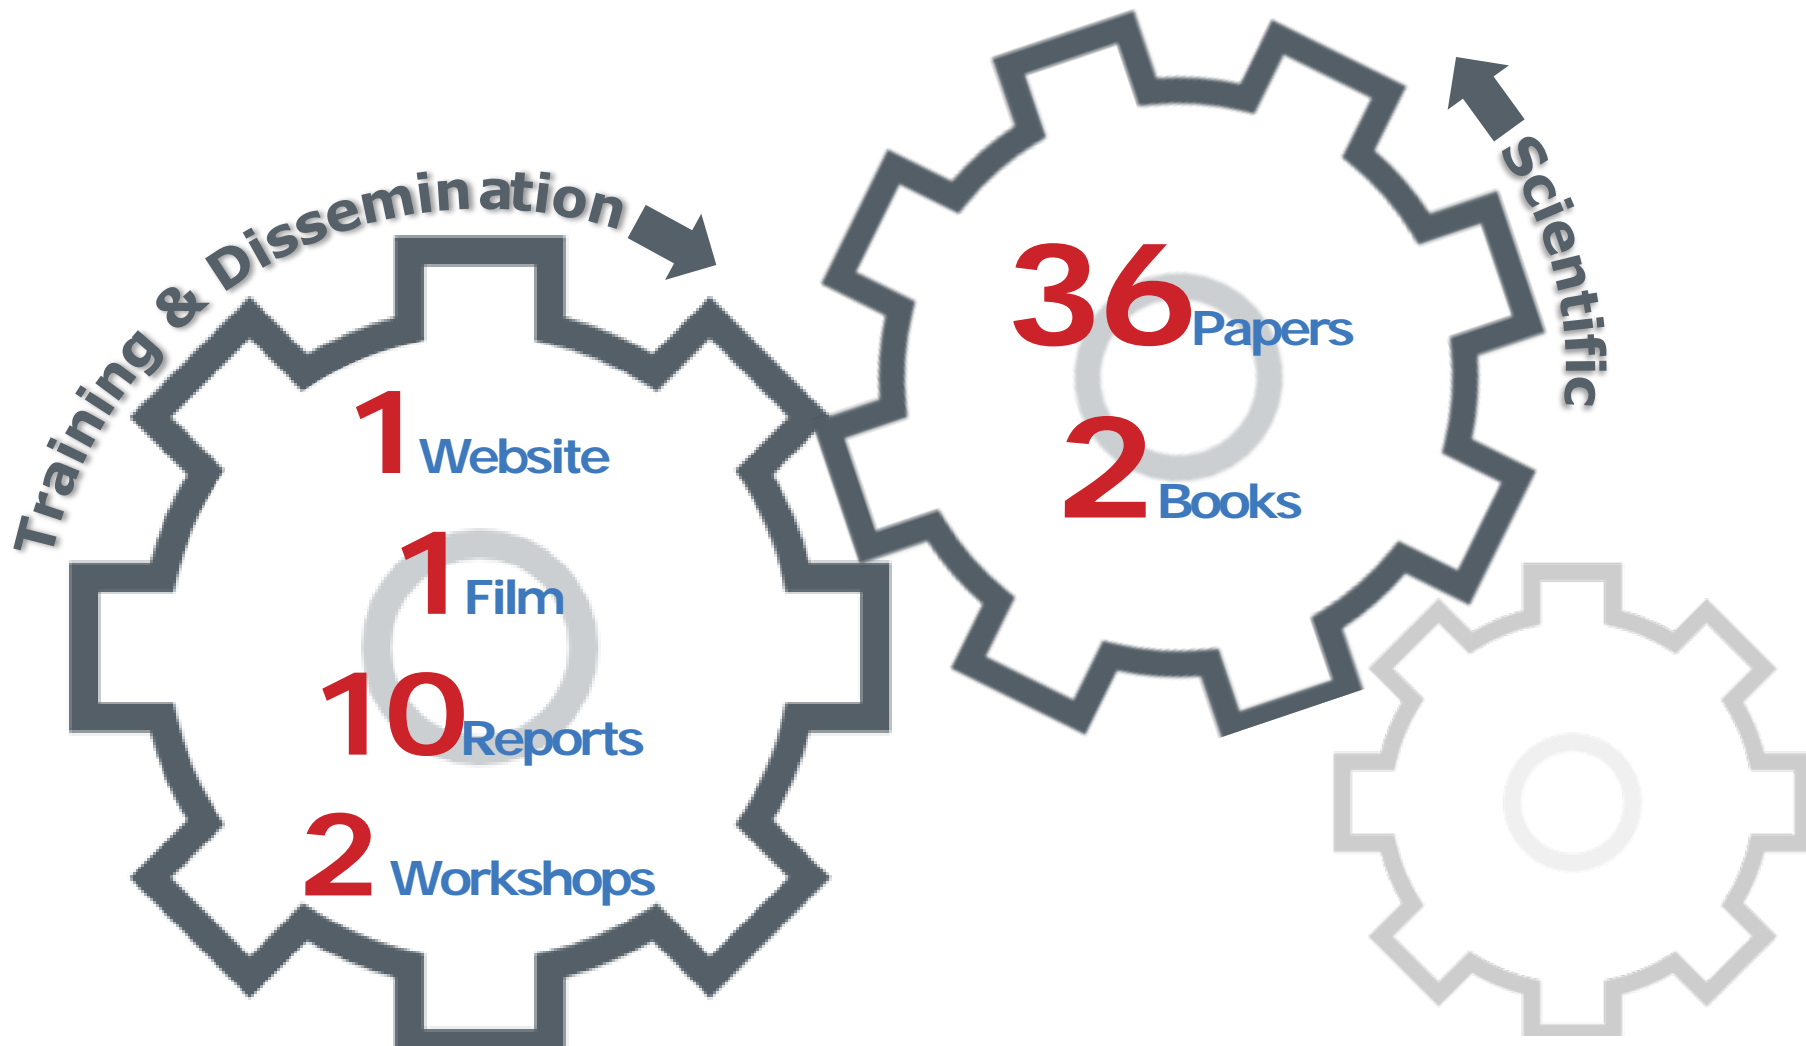 Training & Dissemination
1 Website
1 Film
10 Reports
2 Workshops
Scientific
36 Papers
2 Books